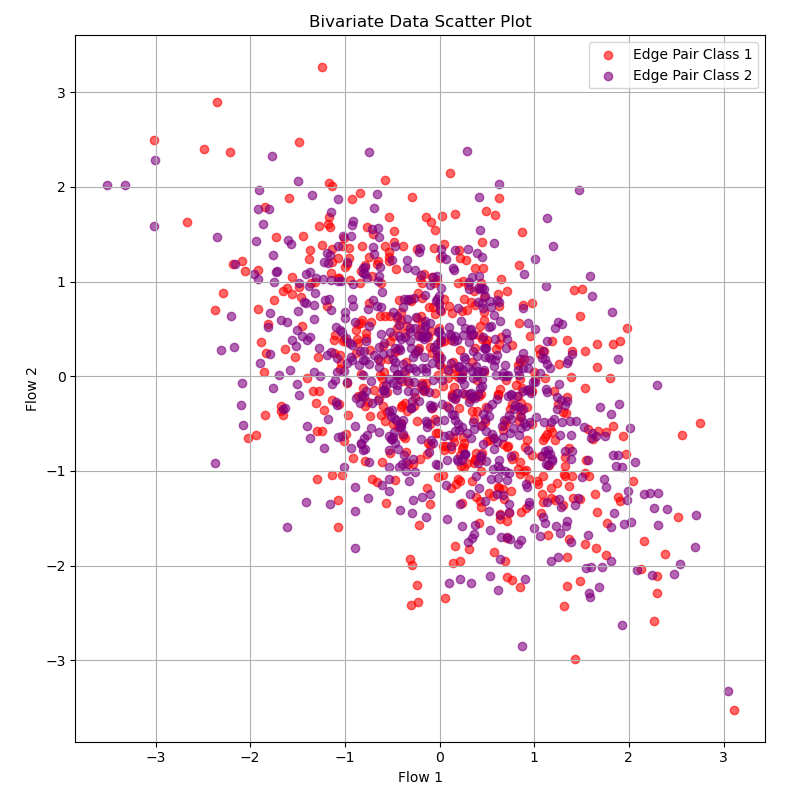 Bivariate Data Scatter Plot
Edge Pair Class 1
Edge Pair Class 2
3
2
1
0
−1
−2
−3
Flow 2
−3 −2 −1 0 1 2 3
Flow 1